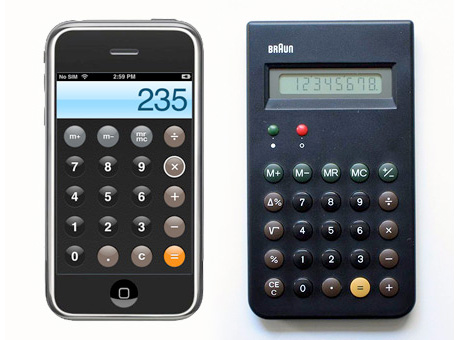 No SIM 2:59 PM
235
m+ m− mr mc ÷
7 8 9 ×
4 5 6 −
1 2 3 +
0 . c =
BRAUN
12345678.
M+ M− MR MC +/−
Δ% 7 8 9 ÷
√ 4 5 6 ×
% 1 2 3 −
CE C 0 . = +